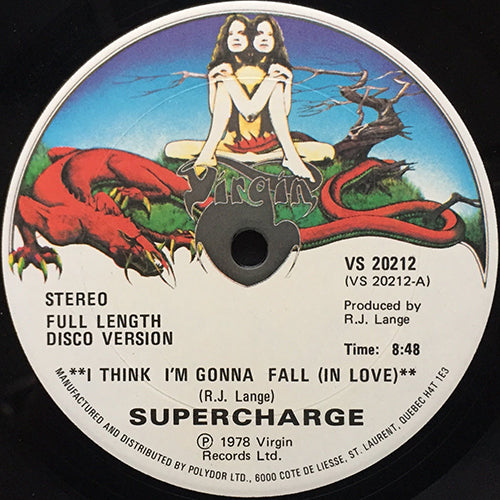 Virgin
VS 20212
(VS 20212-A)
STEREO
FULL LENGTH
DISCO VERSION
Produced by
R.J. Lange
Time: 8:48
**I THINK I'M GONNA FALL (IN LOVE)**
(R.J. Lange)
SUPERCHARGE
Ⓟ 1978 Virgin
Records Ltd.
MANUFACTURED AND DISTRIBUTED BY POLYDOR LTD., 6000 COTE DE LIESSE, ST. LAURENT, QUEBEC H4T 1E3